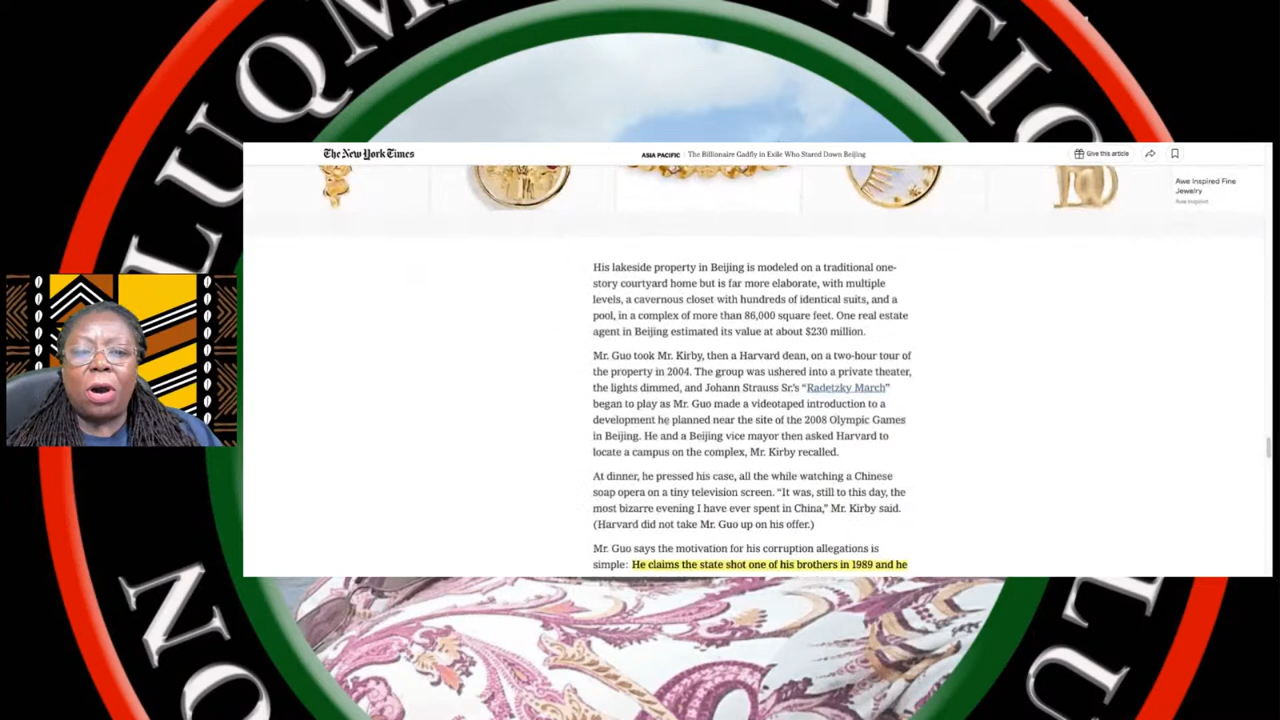 LUQM
ATIO
The New York Times
ASIA PACIFIC | The Billionaire Gadfly in Exile Who Stared Down Beijing
Give this article
Awe Inspired Fine
Jewelry
Awe Inspired
His lakeside property in Beijing is modeled on a traditional one-
story courtyard home but is far more elaborate, with multiple
levels, a cavernous closet with hundreds of identical suits, and a
pool, in a complex of more than 86,000 square feet. One real estate
agent in Beijing estimated its value at about $230 million.
Mr. Guo took Mr. Kirby, then a Harvard dean, on a two-hour tour of
the property in 2004. The group was ushered into a private theater,
the lights dimmed, and Johann Strauss Sr.'s “Radetzky March”
began to play as Mr. Guo made a videotaped introduction to a
development he planned near the site of the 2008 Olympic Games
in Beijing. He and a Beijing vice mayor then asked Harvard to
locate a campus on the complex, Mr. Kirby recalled.
At dinner, he pressed his case, all the while watching a Chinese
soap opera on a tiny television screen. “It was, still to this day, the
most bizarre evening I have ever spent in China,” Mr. Kirby said.
(Harvard did not take Mr. Guo up on his offer.)
Mr. Guo says the motivation for his corruption allegations is
simple: He claims the state shot one of his brothers in 1989 and he
NO
LU